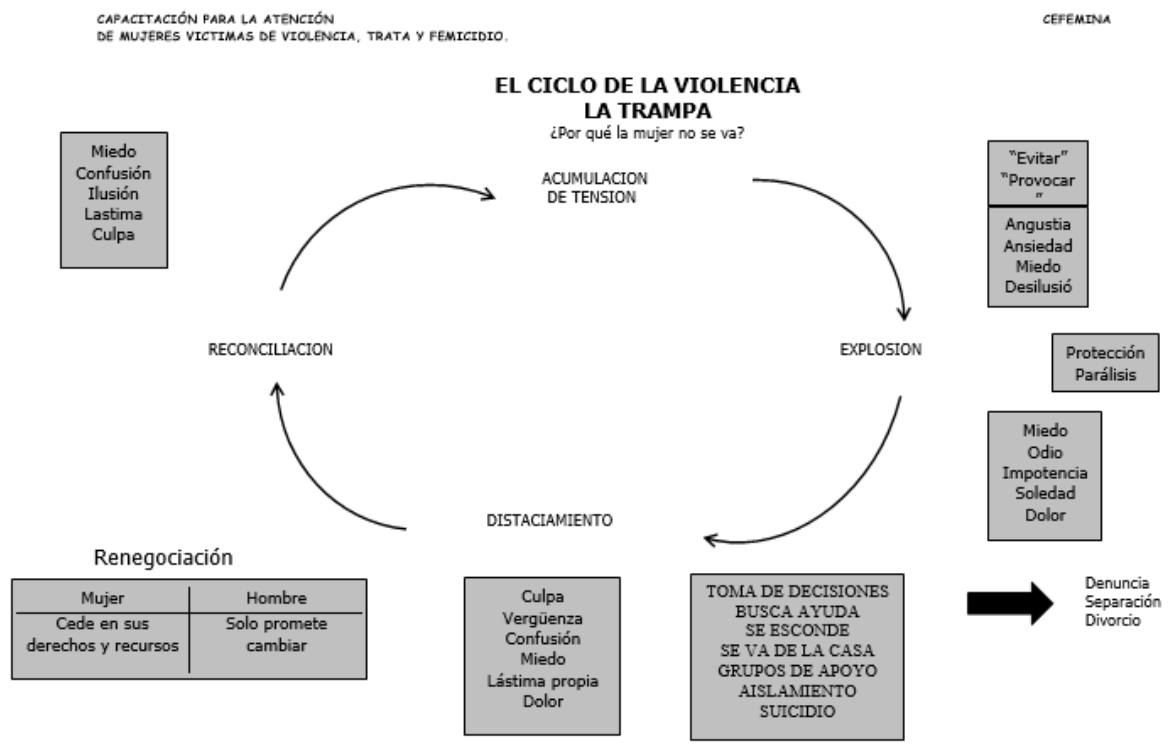 CAPACITACIÓN PARA LA ATENCIÓN
DE MUJERES VICTIMAS DE VIOLENCIA, TRATA Y FEMICIDIO.
CEFEMINA
EL CICLO DE LA VIOLENCIA
LA TRAMPA
¿Por qué la mujer no se va?
Miedo
Confusión
Ilusión
Lastima
Culpa
ACUMULACION
DE TENSION
"Evitar"
"Provocar
"
Angustia
Ansiedad
Miedo
Desilusió
RECONCILIACION
EXPLOSION
Protección
Parálisis
Miedo
Odio
Impotencia
Soledad
Dolor
DISTACIAMIENTO
Renegociación
Mujer
Hombre
Cede en sus
derechos y recursos
Solo promete
cambiar
Culpa
Vergüenza
Confusión
Miedo
Lástima propia
Dolor
TOMA DE DECISIONES
BUSCA AYUDA
SE ESCONDE
SE VA DE LA CASA
GRUPOS DE APOYO
AISLAMIENTO
SUICIDIO
Denuncia
Separación
Divorcio